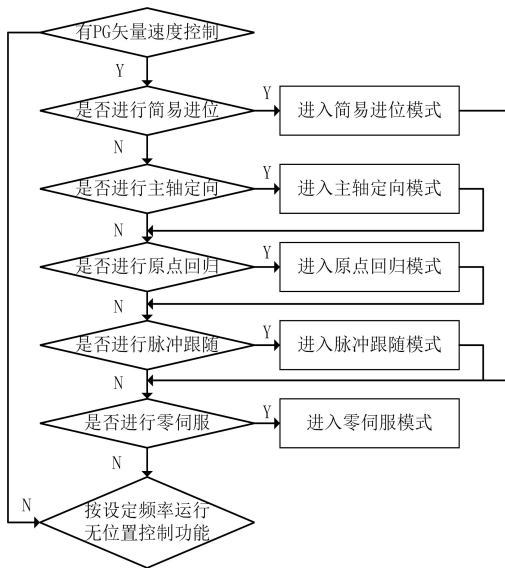 有PG矢量速度控制
Y
是否进行简易进位
Y
进入简易进位模式
N
是否进行主轴定向
Y
进入主轴定向模式
N
是否进行原点回归
Y
进入原点回归模式
N
是否进行脉冲跟随
Y
进入脉冲跟随模式
N
是否进行零伺服
Y
进入零伺服模式
N
N
按设定频率运行
无位置控制功能